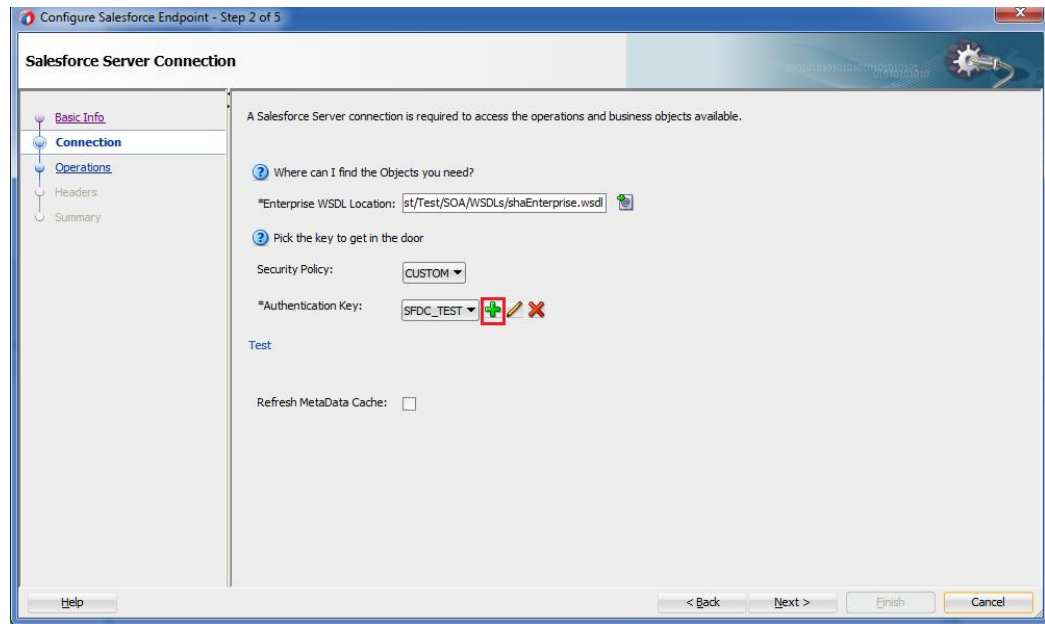 Configure Salesforce Endpoint - Step 2 of 5
Salesforce Server Connection
Basic Info
Connection
Operations
Headers
Summary
A Salesforce Server connection is required to access the operations and business objects available.
Where can I find the Objects you need?
*Enterprise WSDL Location: st/Test/SOA/WSDLs/shaEnterprise.wsdl
Pick the key to get in the door
Security Policy: CUSTOM
*Authentication Key: SFDC_TEST
Test
Refresh MetaData Cache:
Help
< Back Next > Finish Cancel